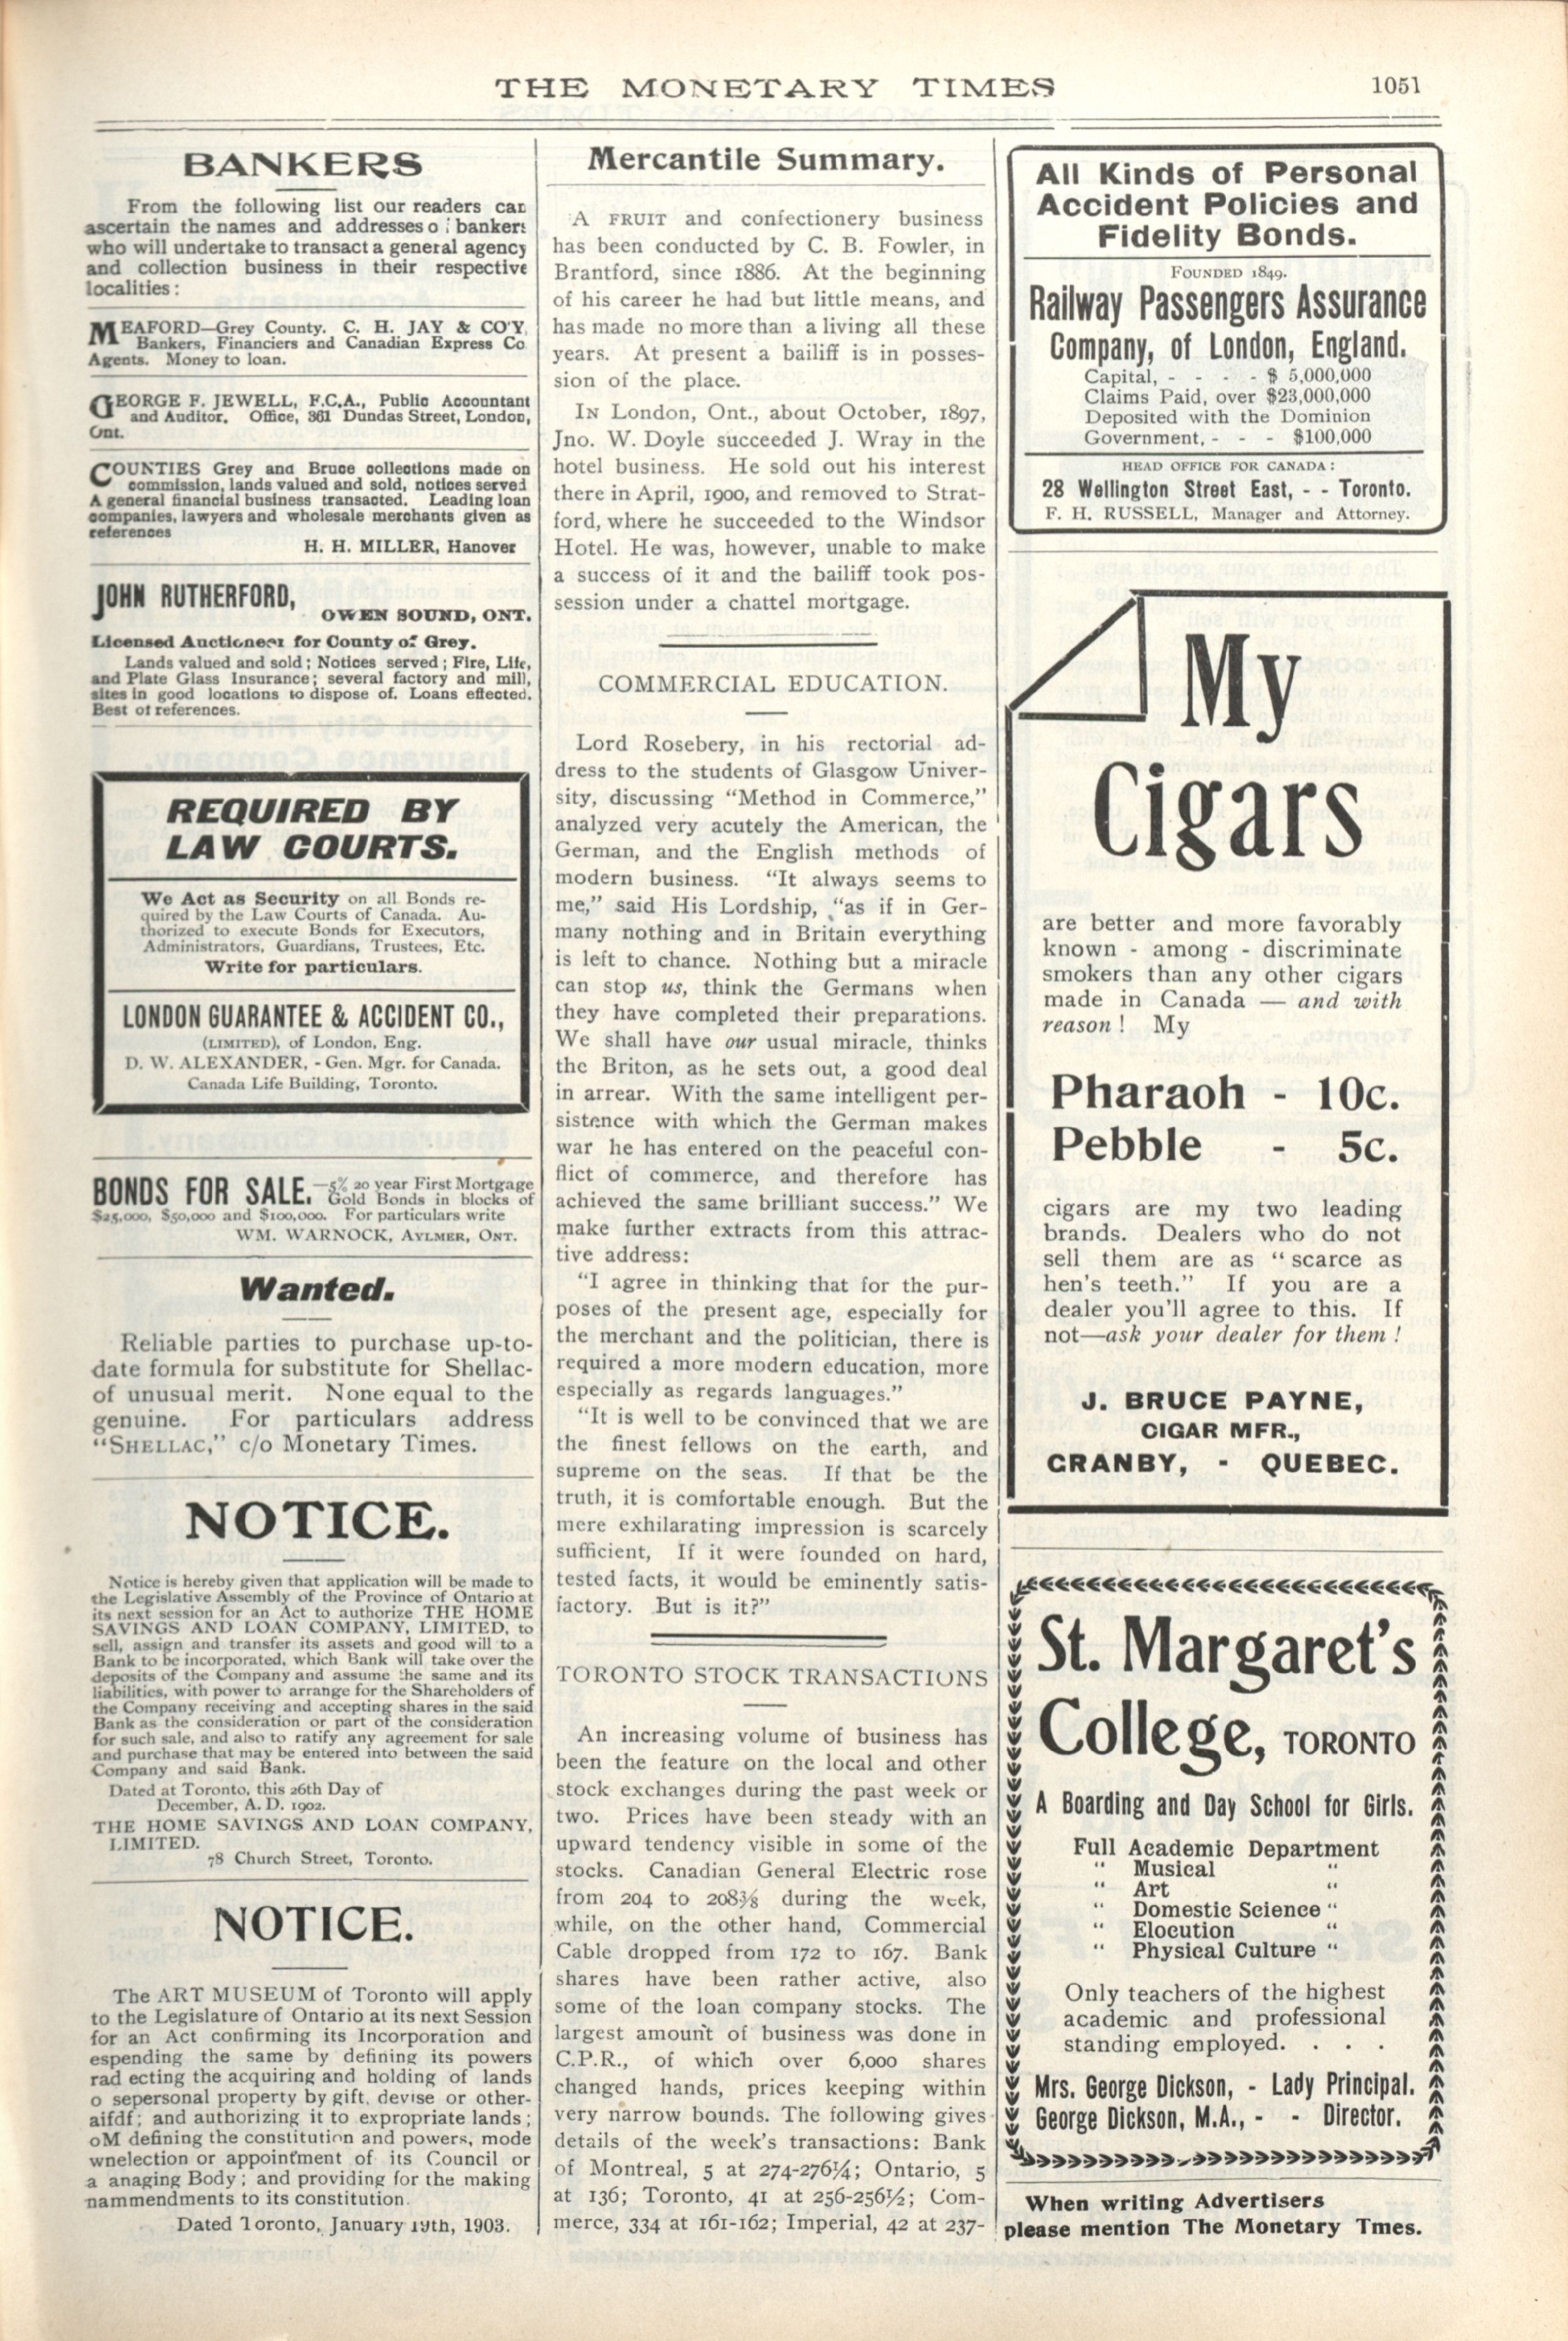 THE MONETARY TIMES
1051
BANKERS
From the following list our readers can
ascertain the names and addresses o : bankers
who will undertake to transact a general agency
and collection business in their respective
localities :
MEAFORD—Grey County. C. H. JAY & CO'Y,
Bankers, Financiers and Canadian Express Co
Agents. Money to loan.
GEORGE F. JEWELL, F.C.A., Public Accountant
and Auditor. Office, 361 Dundas Street, London,
Ont.
COUNTIES Grey and Bruce collections made on
commission, lands valued and sold, notices served
A general financial business transacted. Leading loan
companies, lawyers and wholesale merchants given as
references
H. H. MILLER, Hanover
JOHN RUTHERFORD,
OWEN SOUND, ONT.
Licensed Auctioneer for County of Grey.
Lands valued and sold ; Notices served ; Fire, Life,
and Plate Glass Insurance ; several factory and mill,
sites in good locations to dispose of. Loans effected.
Best of references.
REQUIRED BY
LAW COURTS.
We Act as Security on all Bonds re-
quired by the Law Courts of Canada. Au-
thorized to execute Bonds for Executors,
Administrators, Guardians, Trustees, Etc.
Write for particulars.
LONDON GUARANTEE & ACCIDENT CO.,
(LIMITED), of London, Eng.
D. W. ALEXANDER, - Gen. Mgr. for Canada.
Canada Life Building, Toronto.
BONDS FOR SALE.—5% 20 year First Mortgage
Gold Bonds in blocks of
$25,000, $50,000 and $100,000. For particulars write
WM. WARNOCK, AYLMER, ONT.
Wanted.
Reliable parties to purchase up-to-
date formula for substitute for Shellac-
of unusual merit. None equal to the
genuine. For particulars address
"SHELLAC," c/o Monetary Times.
NOTICE.
Notice is hereby given that application will be made to
the Legislative Assembly of the Province of Ontario at
its next session for an Act to authorize THE HOME
SAVINGS AND LOAN COMPANY, LIMITED, to
sell, assign and transfer its assets and good will to a
Bank to be incorporated, which Bank will take over the
deposits of the Company and assume the same and its
liabilities, with power to arrange for the Shareholders of
the Company receiving and accepting shares in the said
Bank as the consideration or part of the consideration
for such sale, and also to ratify any agreement for sale
and purchase that may be entered into between the said
Company and said Bank.
Dated at Toronto, this 26th Day of
December, A. D. 1902.
THE HOME SAVINGS AND LOAN COMPANY,
LIMITED.
78 Church Street, Toronto.
NOTICE.
The ART MUSEUM of Toronto will apply
to the Legislature of Ontario at its next Session
for an Act confirming its Incorporation and
espending the same by defining its powers
rad ecting the acquiring and holding of lands
o sepersonal property by gift, devise or other-
aifdf; and authorizing it to expropriate lands ;
oM defining the constitution and powers, mode
wnelection or appointment of its Council or
a anaging Body ; and providing for the making
nammendments to its constitution.
Dated Toronto, January 19th, 1903.
Mercantile Summary.
A FRUIT and confectionery business
has been conducted by C. B. Fowler, in
Brantford, since 1886. At the beginning
of his career he had but little means, and
has made no more than a living all these
years. At present a bailiff is in posses-
sion of the place.
IN London, Ont., about October, 1897,
Jno. W. Doyle succeeded J. Wray in the
hotel business. He sold out his interest
there in April, 1900, and removed to Strat-
ford, where he succeeded to the Windsor
Hotel. He was, however, unable to make
a success of it and the bailiff took pos-
session under a chattel mortgage.
COMMERCIAL EDUCATION.
Lord Rosebery, in his rectorial ad-
dress to the students of Glasgow Univer-
sity, discussing "Method in Commerce,"
analyzed very acutely the American, the
German, and the English methods of
modern business. "It always seems to
me," said His Lordship, "as if in Ger-
many nothing and in Britain everything
is left to chance. Nothing but a miracle
can stop us, think the Germans when
they have completed their preparations.
We shall have our usual miracle, thinks
the Briton, as he sets out, a good deal
in arrear. With the same intelligent per-
sistence with which the German makes
war he has entered on the peaceful con-
flict of commerce, and therefore has
achieved the same brilliant success." We
make further extracts from this attrac-
tive address:
"I agree in thinking that for the pur-
poses of the present age, especially for
the merchant and the politician, there is
required a more modern education, more
especially as regards languages."
"It is well to be convinced that we are
the finest fellows on the earth, and
supreme on the seas. If that be the
truth, it is comfortable enough. But the
mere exhilarating impression is scarcely
sufficient, If it were founded on hard,
tested facts, it would be eminently satis-
factory. But is it?"
TORONTO STOCK TRANSACTIONS
An increasing volume of business has
been the feature on the local and other
stock exchanges during the past week or
two. Prices have been steady with an
upward tendency visible in some of the
stocks. Canadian General Electric rose
from 204 to 208⅜ during the week,
while, on the other hand, Commercial
Cable dropped from 172 to 167. Bank
shares have been rather active, also
some of the loan company stocks. The
largest amount of business was done in
C.P.R., of which over 6,000 shares
changed hands, prices keeping within
very narrow bounds. The following gives
details of the week's transactions: Bank
of Montreal, 5 at 274-276¼; Ontario, 5
at 136; Toronto, 41 at 256-256½; Com-
merce, 334 at 161-162; Imperial, 42 at 237-
All Kinds of Personal
Accident Policies and
Fidelity Bonds.
FOUNDED 1849.
Railway Passengers Assurance
Company, of London, England.
Capital, - - - - $ 5,000,000
Claims Paid, over $23,000,000
Deposited with the Dominion
Government, - - - $100,000
HEAD OFFICE FOR CANADA :
28 Wellington Street East, - - Toronto.
F. H. RUSSELL, Manager and Attorney.
My
Cigars
are better and more favorably
known - among - discriminate
smokers than any other cigars
made in Canada — and with
reason ! My
Pharaoh - 10c.
Pebble - 5c.
cigars are my two leading
brands. Dealers who do not
sell them are as "scarce as
hen's teeth." If you are a
dealer you'll agree to this. If
not—ask your dealer for them !
J. BRUCE PAYNE,
CIGAR MFR.,
GRANBY, - QUEBEC.
St. Margaret's
College, TORONTO
A Boarding and Day School for Girls.
Full Academic Department
" Musical "
" Art "
" Domestic Science "
" Elocution "
" Physical Culture "
Only teachers of the highest
academic and professional
standing employed. . . .
Mrs. George Dickson, - Lady Principal.
George Dickson, M.A., - - Director.
When writing Advertisers
please mention The Monetary Tmes.